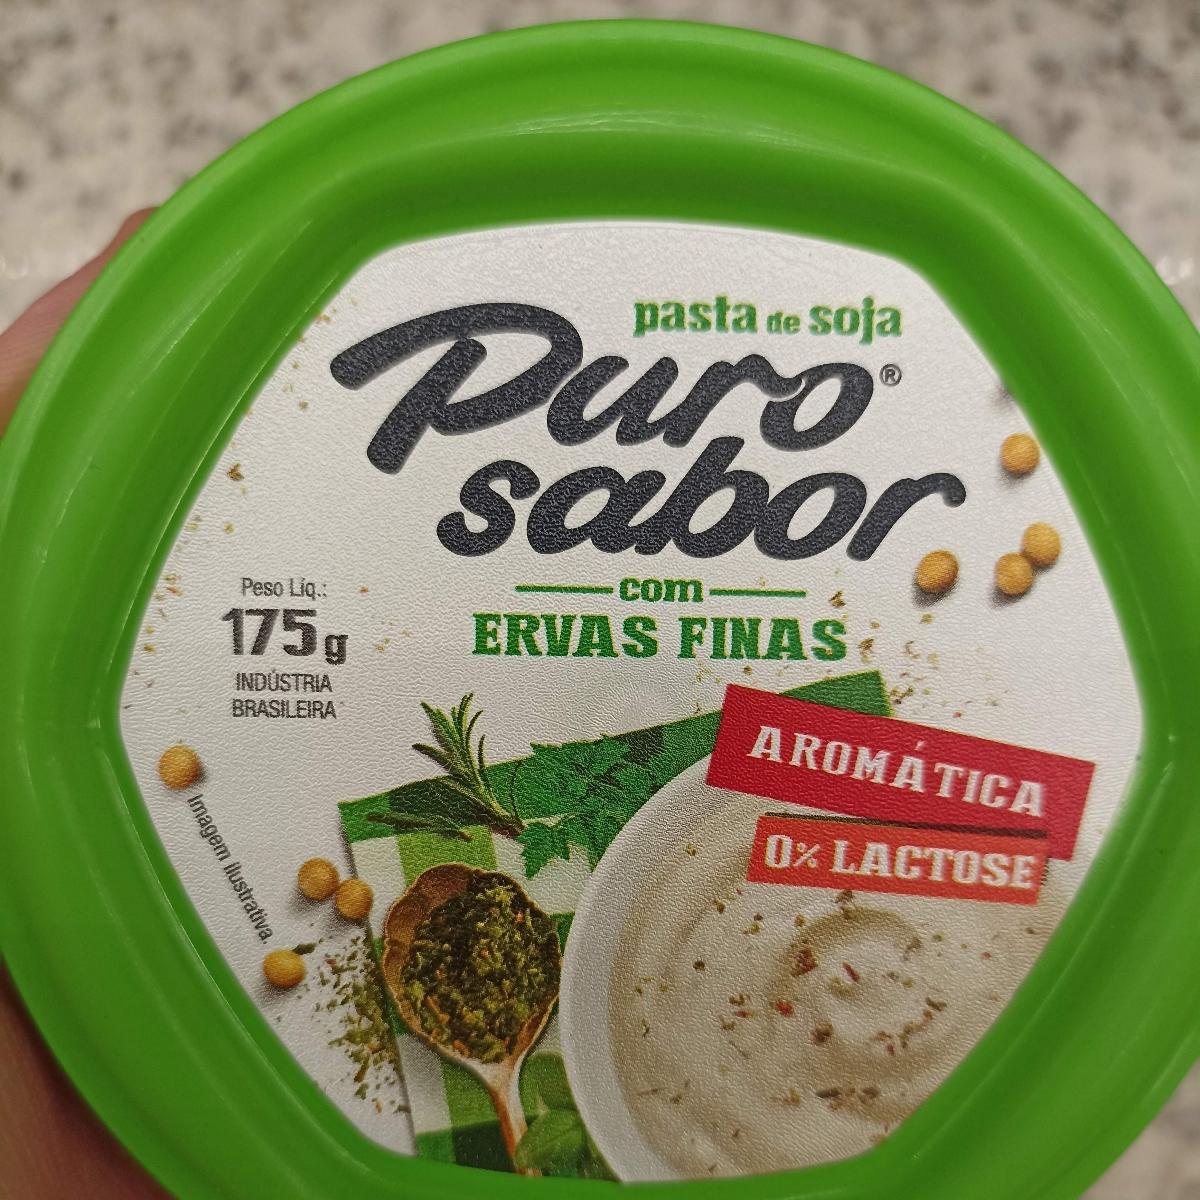 pasta de soja
Puro®
sabor
com
ERVAS FINAS
Peso Líq.:
175g
INDÚSTRIA
BRASILEIRA
AROMÁTICA
0% LACTOSE
Imagem ilustrativa.